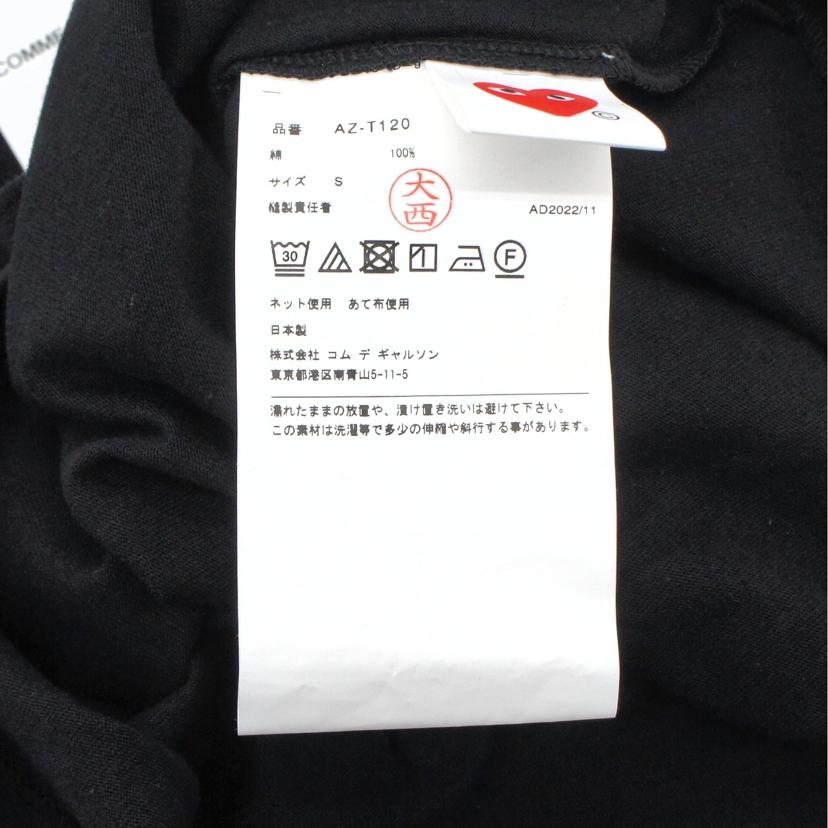 COMME
品番 AZ-T120
©
綿 100%
サイズ S
縫製責任者 大西 AD2022/11
30 F
ネット使用 あて布使用
日本製
株式会社 コム デ ギャルソン
東京都港区南青山5-11-5
濡れたままの放置や、漬け置き洗いは避けて下さい。
この素材は洗濯等で多少の伸縮や斜行する事があります。